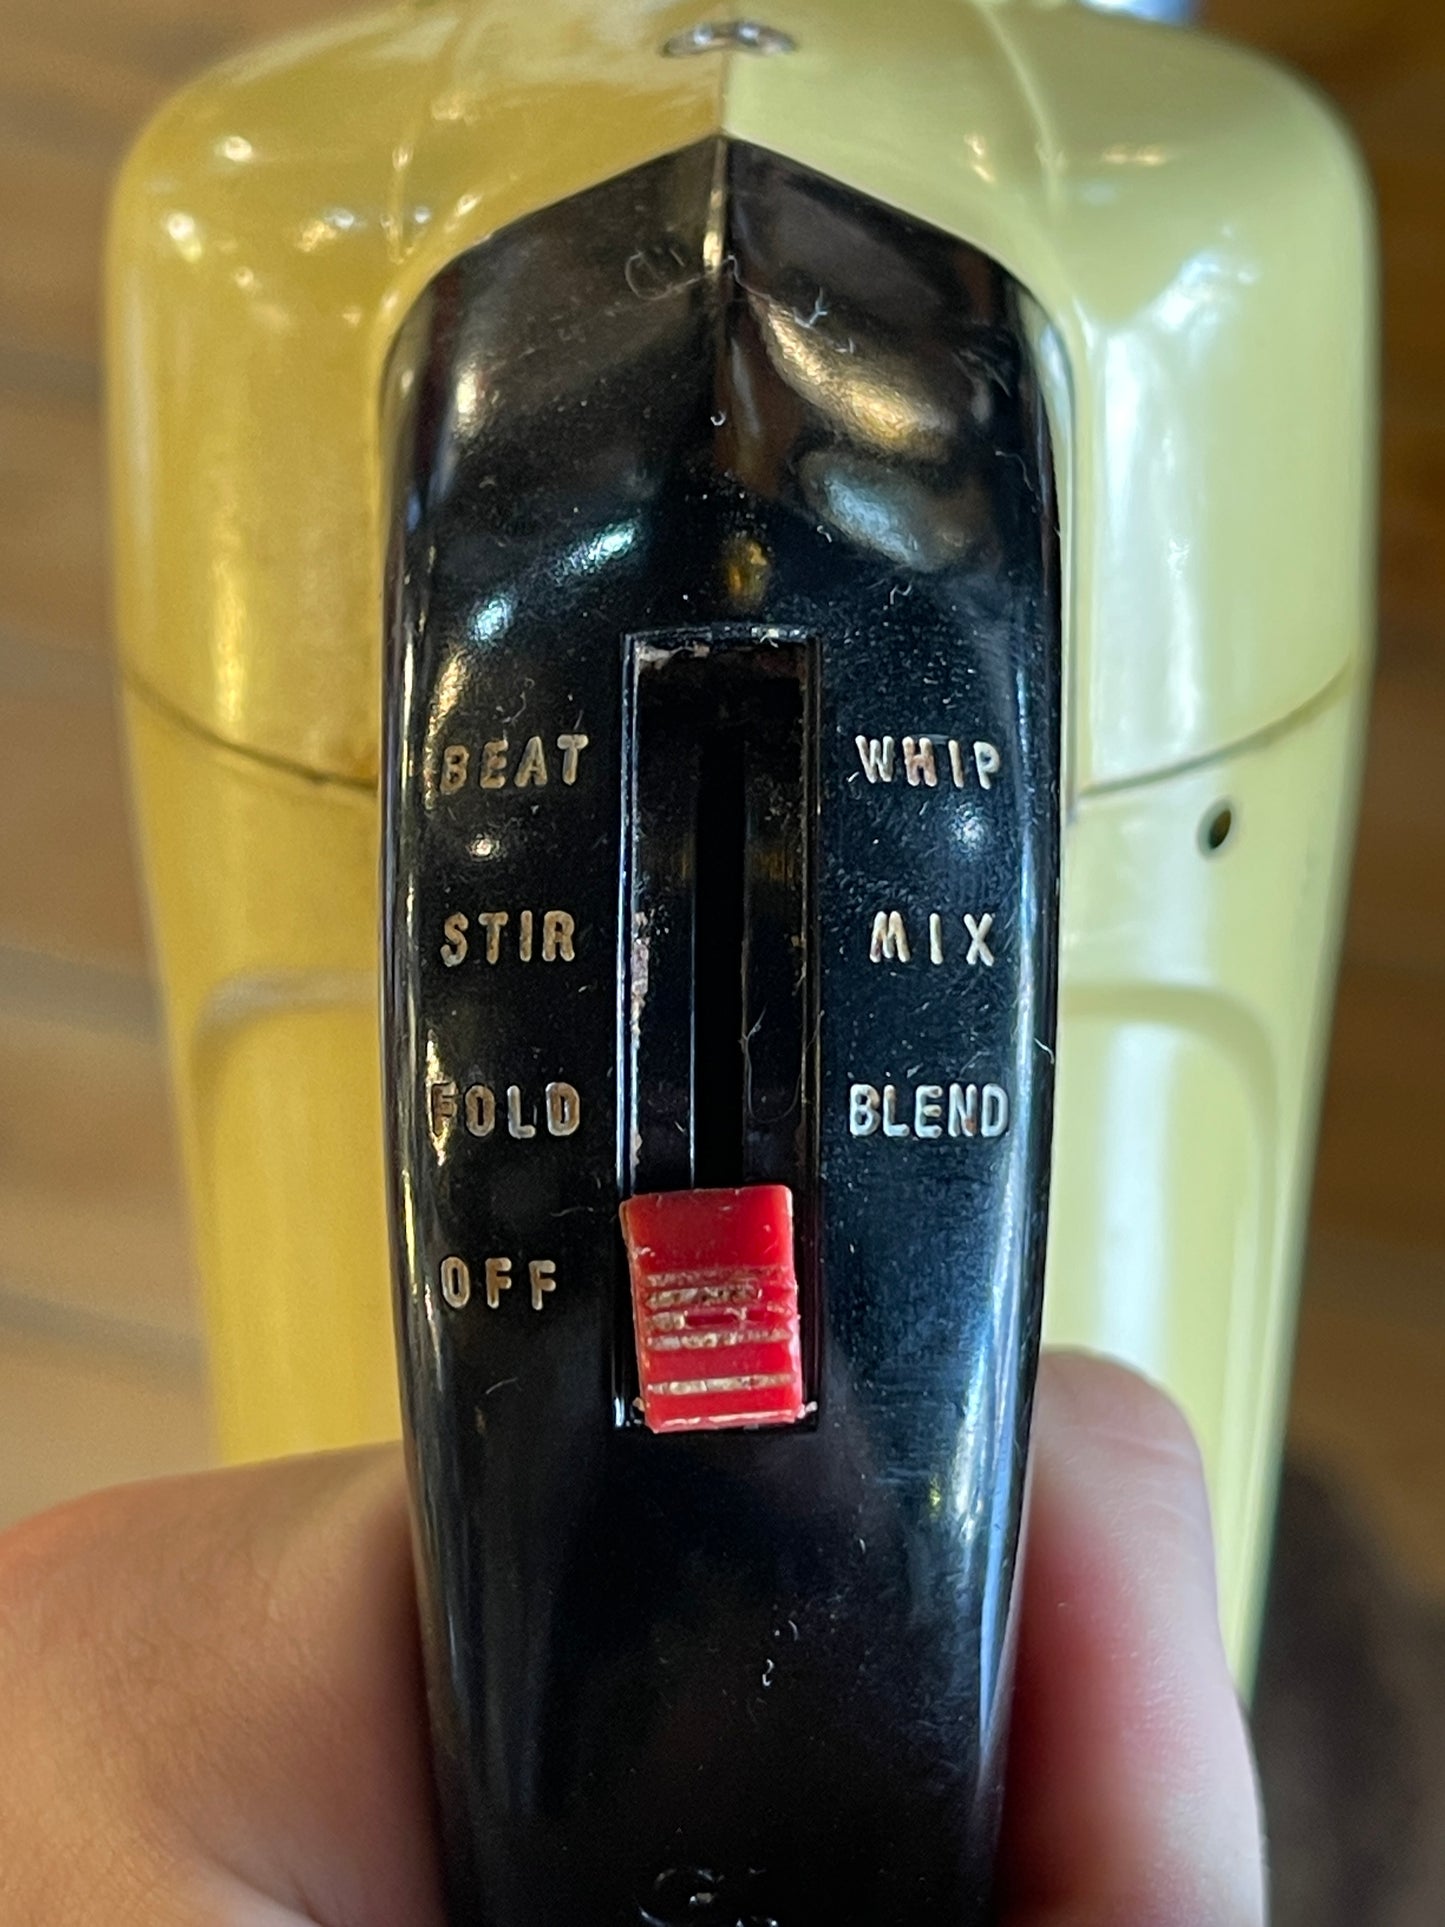 BEAT WHIP
STIR MIX
FOLD BLEND
OFF